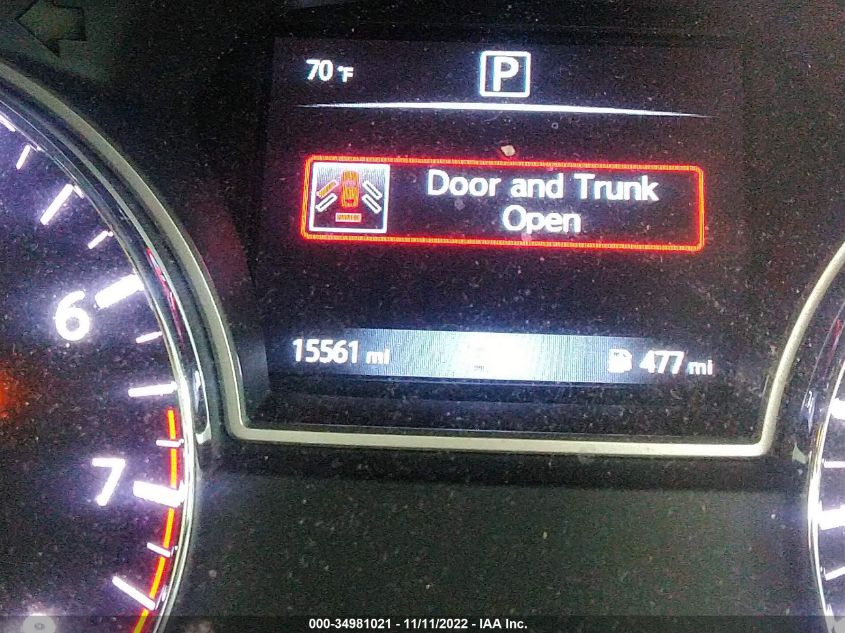 70 °F
P
Door and Trunk
Open
15561 mi
477 mi
6
7
000-34981021 - 11/11/2022 - IAA Inc.